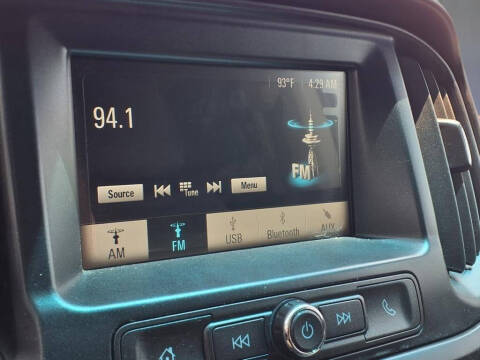 93°F 4:29 AM
94.1
FM
Source Tune Menu
AM FM USB Bluetooth AUX